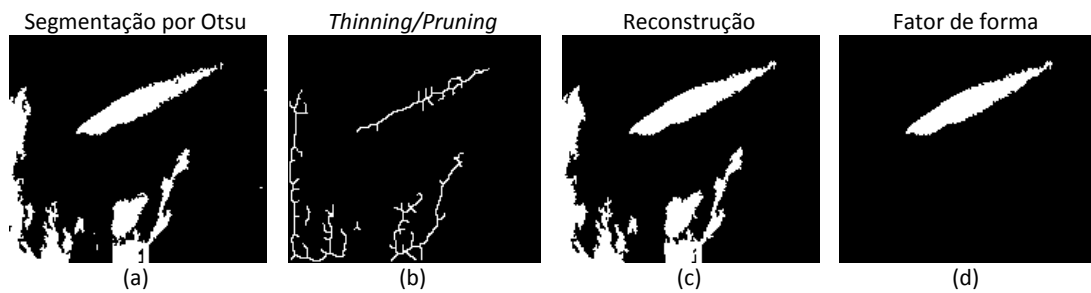 Segmentação por Otsu
Thinning/Pruning
Reconstrução
Fator de forma
(a)
(b)
(c)
(d)